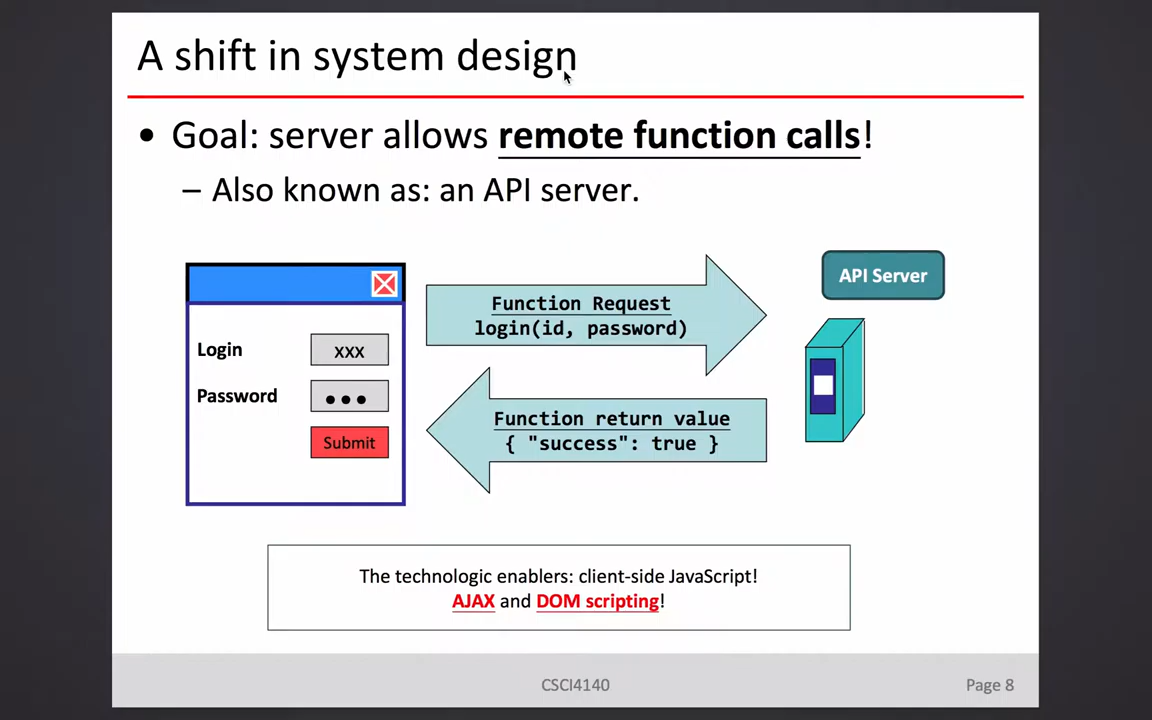 A shift in system design
• Goal: server allows remote function calls!
– Also known as: an API server.
API Server
Function Request
login(id, password)
Login
xxx
Password
•••
Submit
Function return value
{ "success": true }
The technologic enablers: client-side JavaScript!
AJAX and DOM scripting!
CSCI4140
Page 8